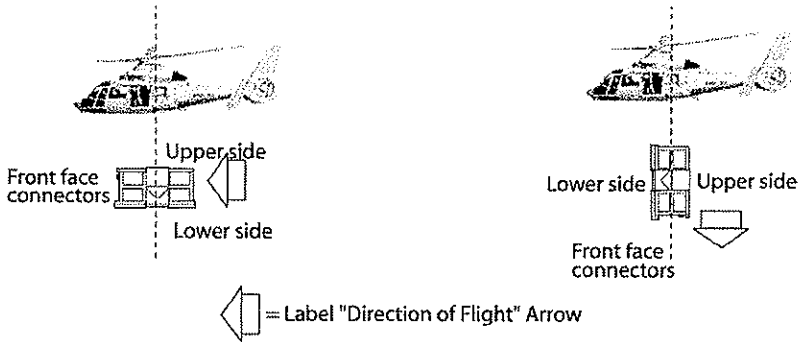 Upper side
Front face
connectors
Lower side
Lower side
Upper side
Front face
connectors
= Label "Direction of Flight" Arrow